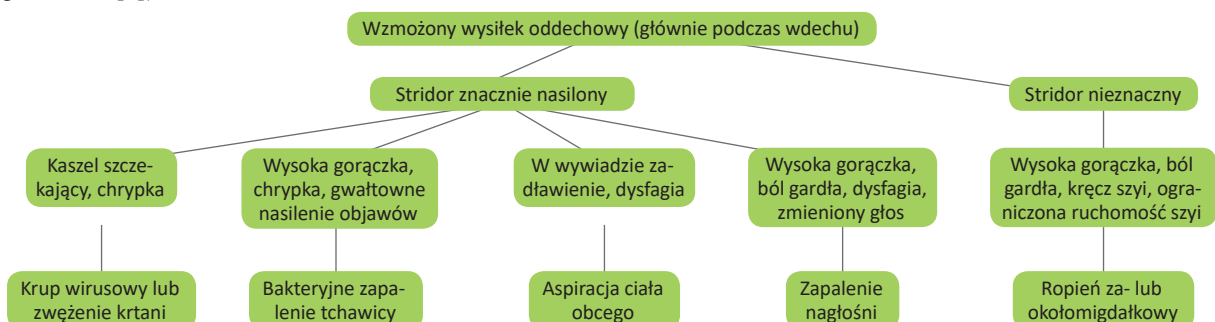 Wzmożony wysiłek oddechowy (głównie podczas wdechu)
Stridor znacznie nasilony
Stridor nieznaczny
Kaszel szcze-
kający, chrypka
Wysoka gorączka,
chrypka, gwałtowne
nasilenie objawów
W wywiadzie za-
dławienie, dysfagia
Wysoka gorączka,
ból gardła, dysfagia,
zmieniony głos
Wysoka gorączka, ból
gardła, kręcz szyi, ogra-
niczona ruchomość szyi
Krup wirusowy lub
zwężenie krtani
Bakteryjne zapa-
lenie tchawicy
Aspiracja ciała
obcego
Zapalenie
nagłośni
Ropień za- lub
okołomigdałkowy